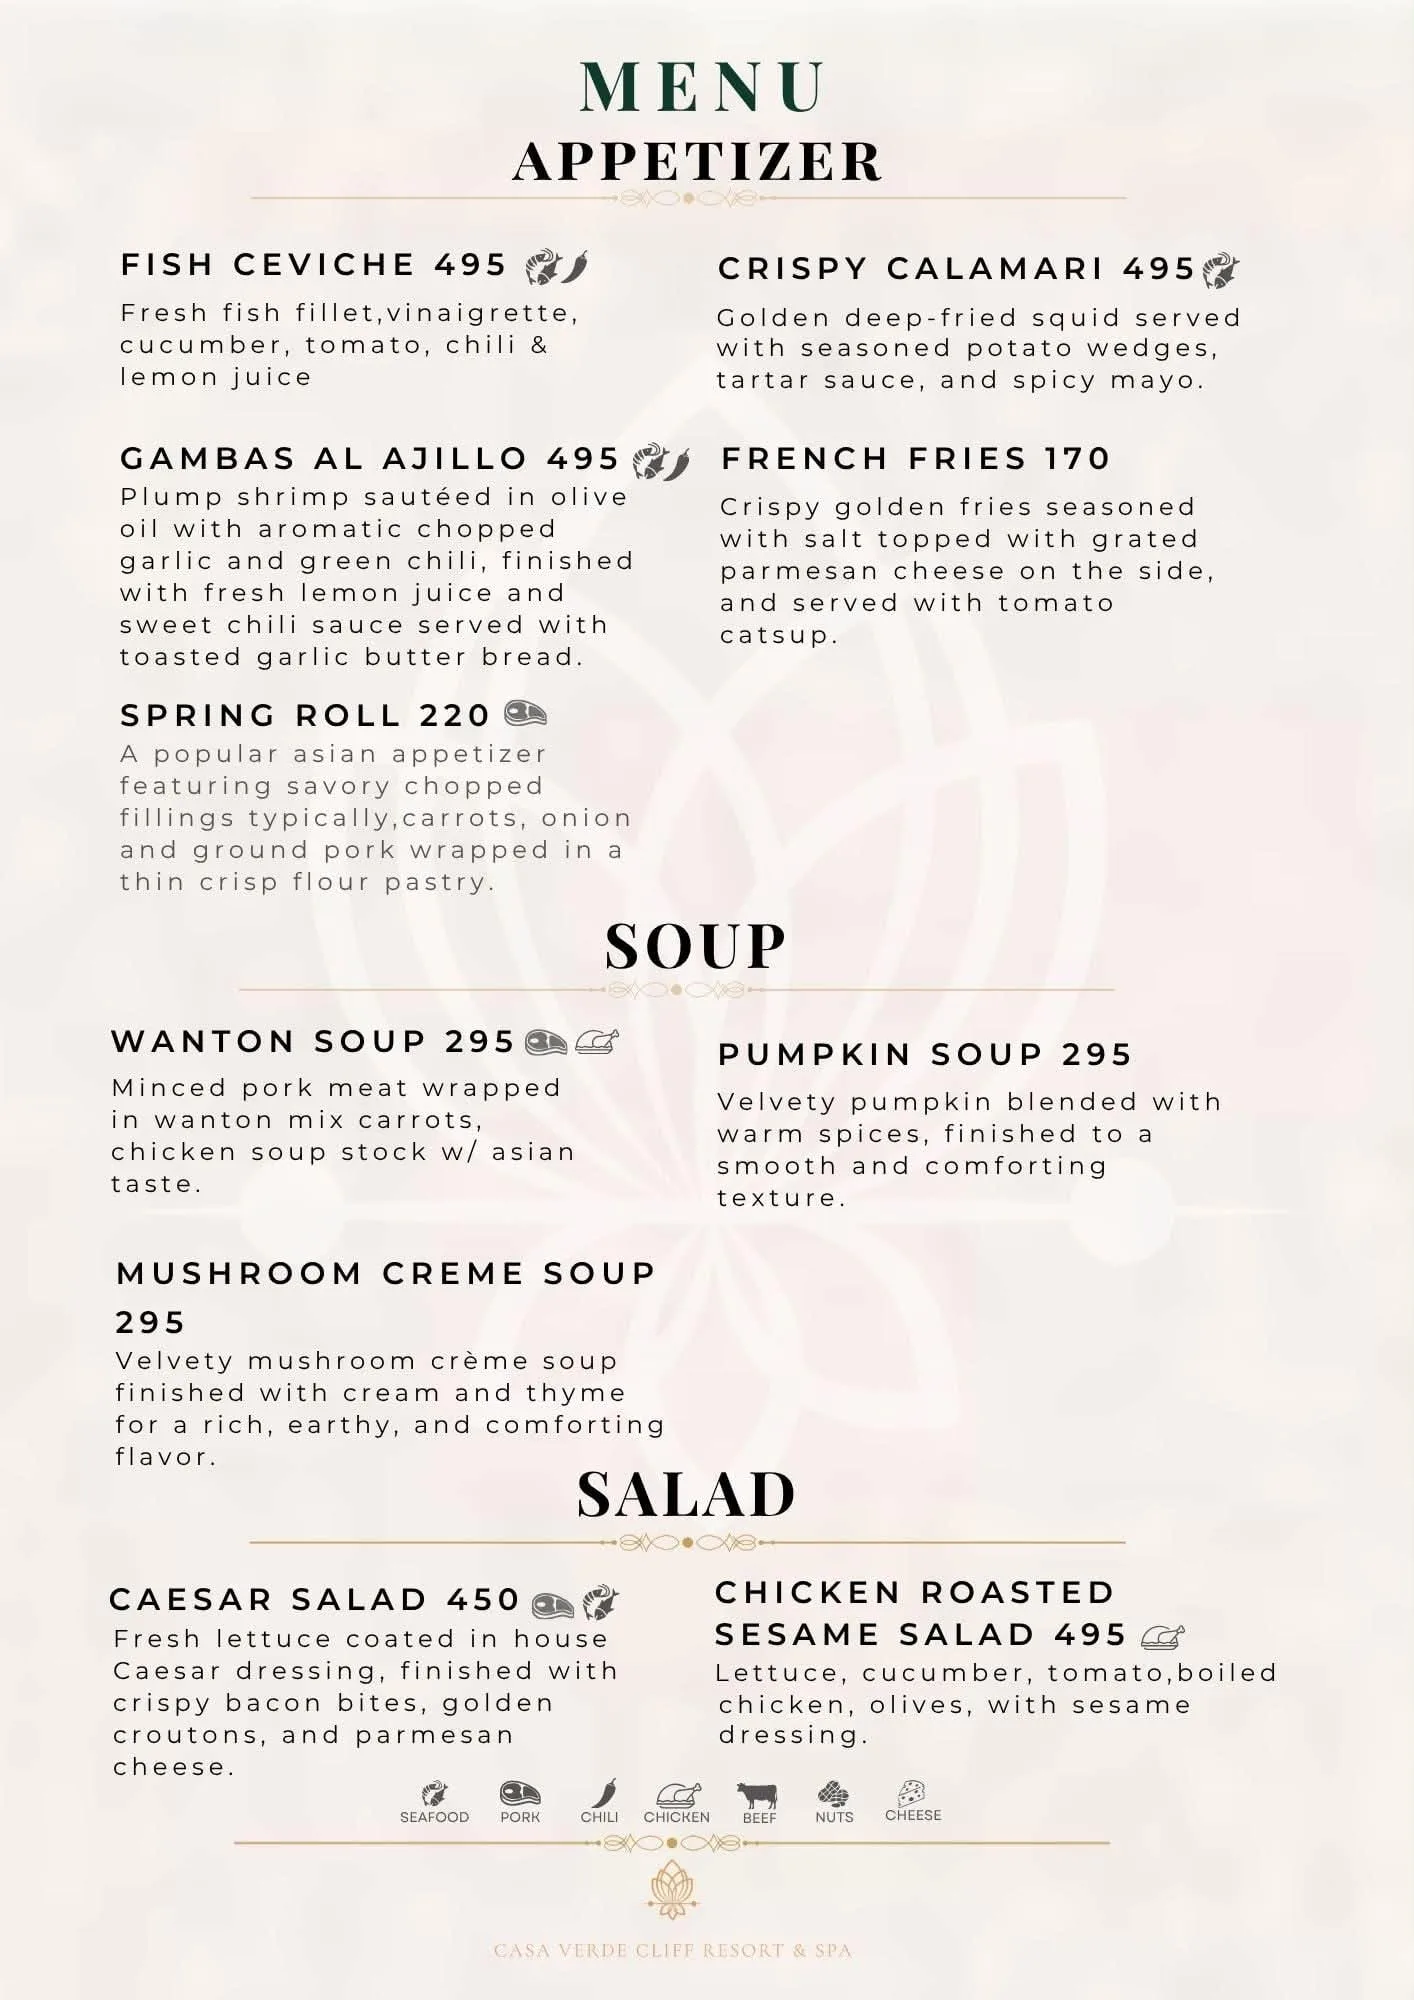 MENU
APPETIZER
FISH CEVICHE 495
Fresh fish fillet,vinaigrette,
cucumber, tomato, chili &
lemon juice
CRISPY CALAMARI 495
Golden deep-fried squid served
with seasoned potato wedges,
tartar sauce, and spicy mayo.
GAMBAS AL AJILLO 495
Plump shrimp sautéed in olive
oil with aromatic chopped
garlic and green chili, finished
with fresh lemon juice and
sweet chili sauce served with
toasted garlic butter bread.
FRENCH FRIES 170
Crispy golden fries seasoned
with salt topped with grated
parmesan cheese on the side,
and served with tomato
catsup.
SPRING ROLL 220
A popular asian appetizer
featuring savory chopped
fillings typically,carrots, onion
and ground pork wrapped in a
thin crisp flour pastry.
SOUP
WANTON SOUP 295
Minced pork meat wrapped
in wanton mix carrots,
chicken soup stock w/ asian
taste.
PUMPKIN SOUP 295
Velvety pumpkin blended with
warm spices, finished to a
smooth and comforting
texture.
MUSHROOM CREME SOUP
295
Velvety mushroom crème soup
finished with cream and thyme
for a rich, earthy, and comforting
flavor.
SALAD
CAESAR SALAD 450
Fresh lettuce coated in house
Caesar dressing, finished with
crispy bacon bites, golden
croutons, and parmesan
cheese.
CHICKEN ROASTED
SESAME SALAD 495
Lettuce, cucumber, tomato,boiled
chicken, olives, with sesame
dressing.
SEAFOOD PORK CHILI CHICKEN BEEF NUTS CHEESE
CASA VERDE CLIFF RESORT & SPA